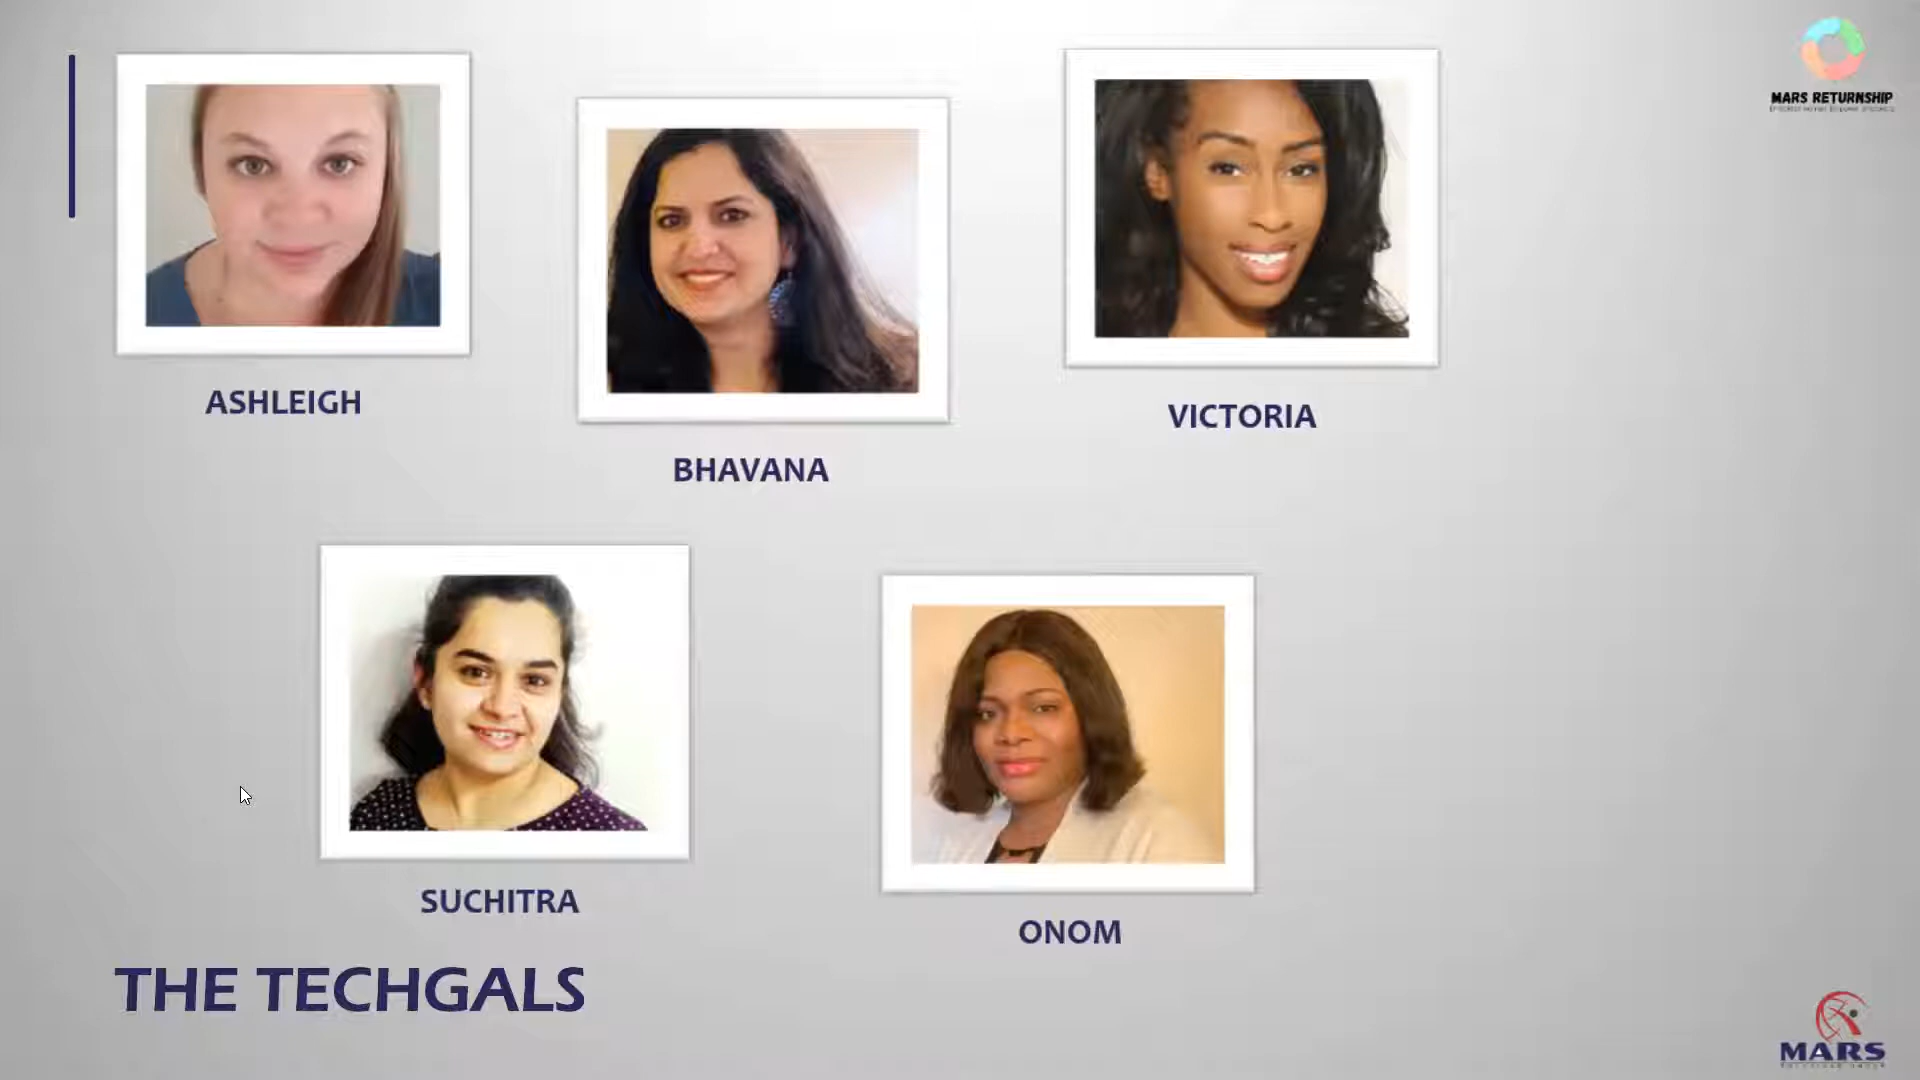 MARS RETURNSHIP
ASHLEIGH
VICTORIA
BHAVANA
SUCHITRA
ONOM
THE TECHGALS
MARS